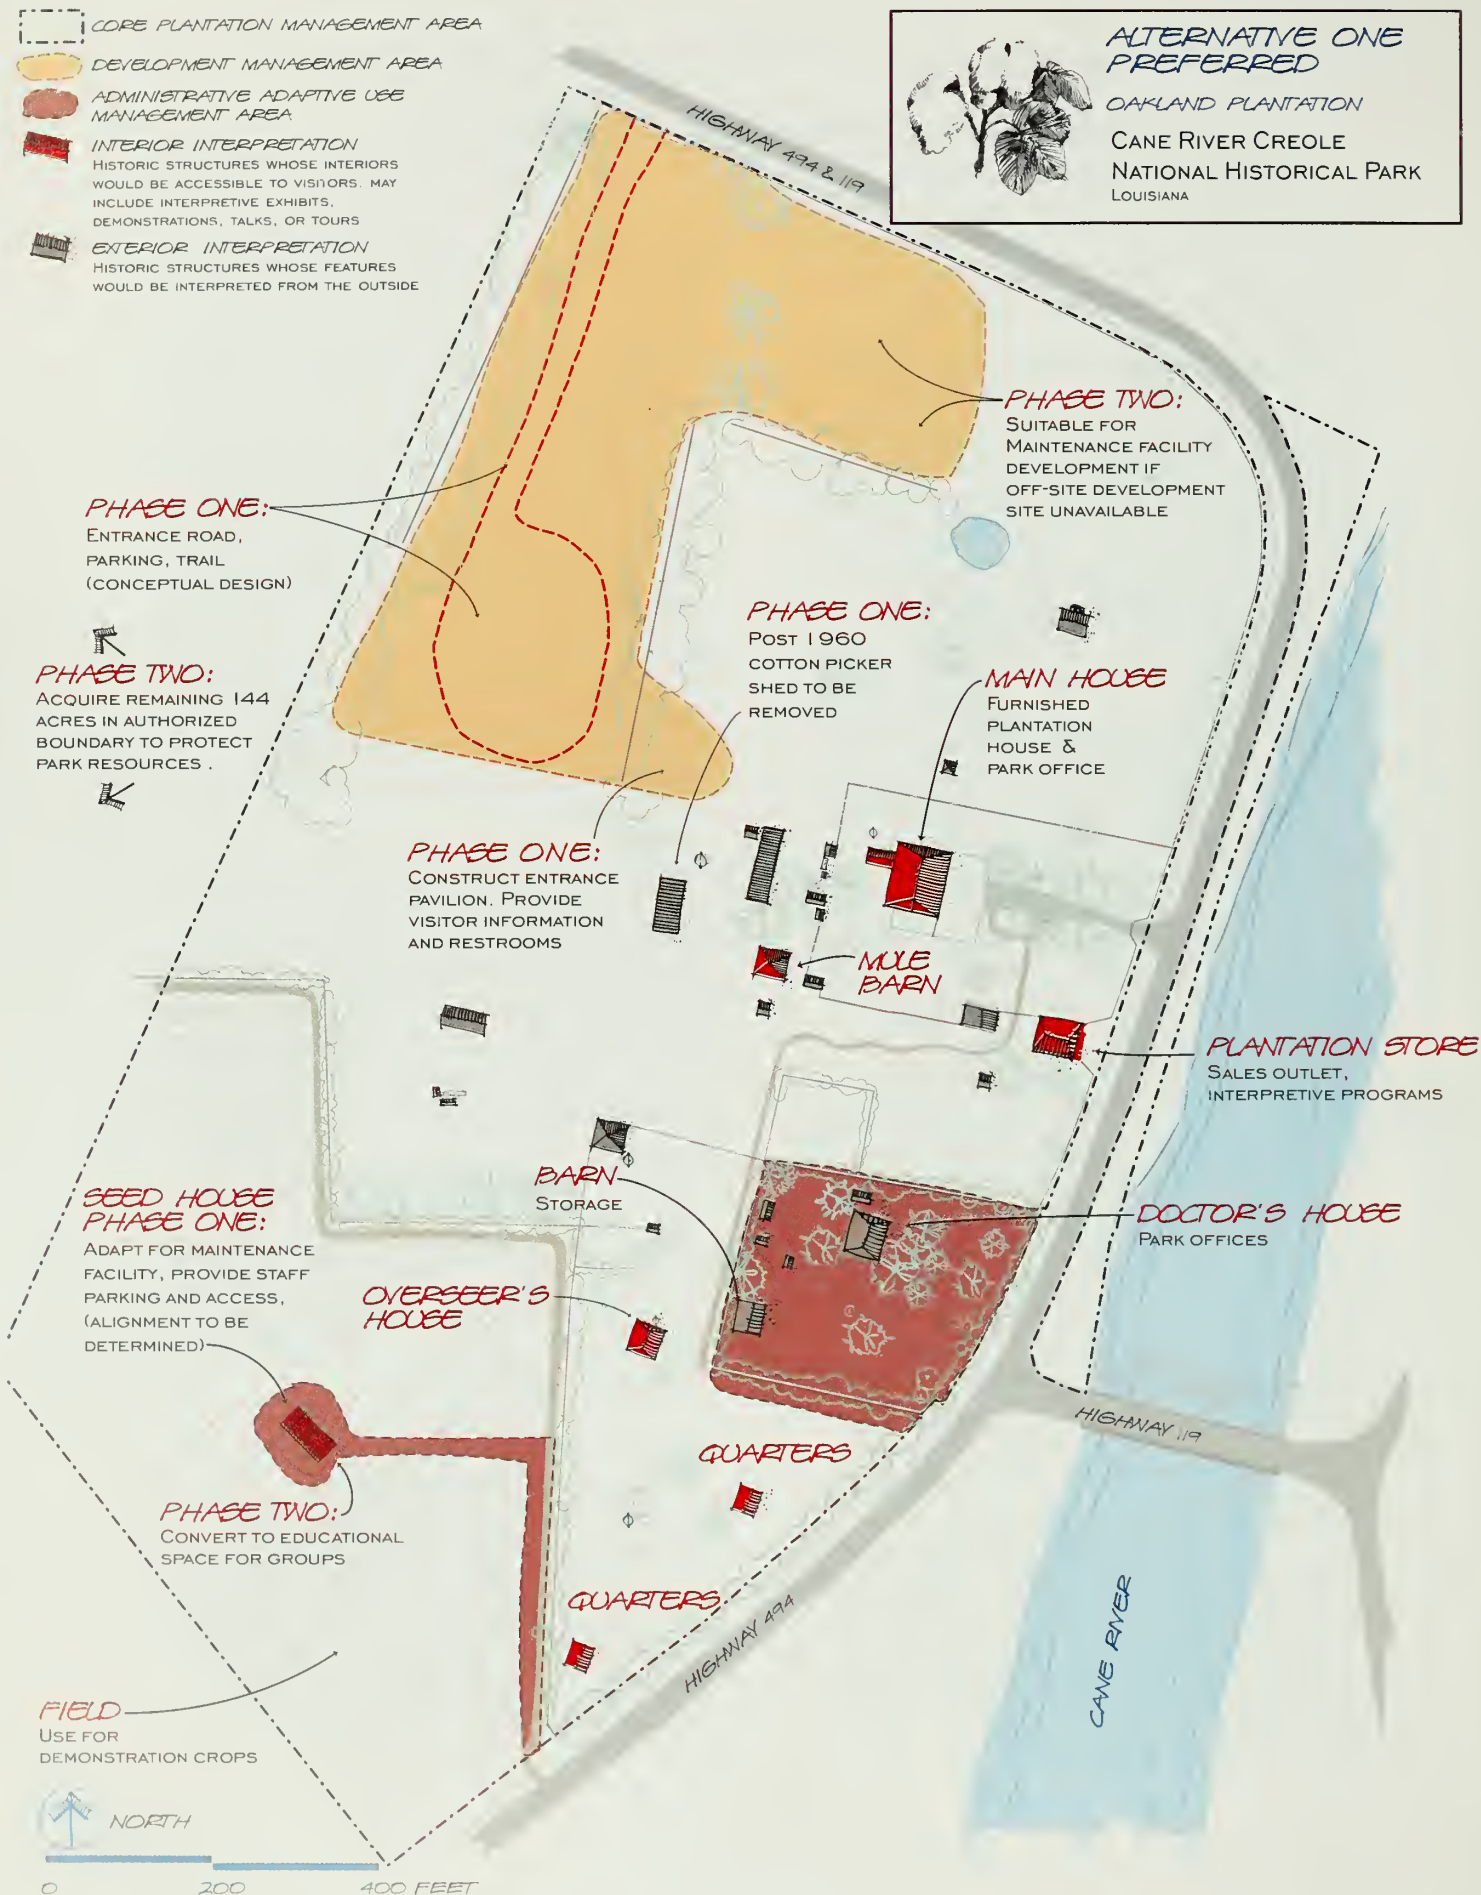 CORE PLANTATION MANAGEMENT AREA
DEVELOPMENT MANAGEMENT AREA
ADMINISTRATIVE ADAPTIVE USE
MANAGEMENT AREA
INTERIOR INTERPRETATION
HISTORIC STRUCTURES WHOSE INTERIORS
WOULD BE ACCESSIBLE TO VISITORS. MAY
INCLUDE INTERPRETIVE EXHIBITS,
DEMONSTRATIONS, TALKS, OR TOURS
EXTERIOR INTERPRETATION
HISTORIC STRUCTURES WHOSE FEATURES
WOULD BE INTERPRETED FROM THE OUTSIDE
ALTERNATIVE ONE
PREFERRED
OAKLAND PLANTATION
CANE RIVER CREOLE
NATIONAL HISTORICAL PARK
LOUISIANA
HIGHWAY 494 & 119
PHASE TWO:
SUITABLE FOR
MAINTENANCE FACILITY
DEVELOPMENT IF
OFF-SITE DEVELOPMENT
SITE UNAVAILABLE
PHASE ONE:
ENTRANCE ROAD,
PARKING, TRAIL
(CONCEPTUAL DESIGN)
PHASE TWO:
ACQUIRE REMAINING 144
ACRES IN AUTHORIZED
BOUNDARY TO PROTECT
PARK RESOURCES .
PHASE ONE:
POST 1960
COTTON PICKER
SHED TO BE
REMOVED
MAIN HOUSE
FURNISHED
PLANTATION
HOUSE &
PARK OFFICE
PHASE ONE:
CONSTRUCT ENTRANCE
PAVILION. PROVIDE
VISITOR INFORMATION
AND RESTROOMS
MULE
BARN
PLANTATION STORE
SALES OUTLET,
INTERPRETIVE PROGRAMS
BARN
STORAGE
DOCTOR'S HOUSE
PARK OFFICES
SEED HOUSE
PHASE ONE:
ADAPT FOR MAINTENANCE
FACILITY, PROVIDE STAFF
PARKING AND ACCESS,
(ALIGNMENT TO BE
DETERMINED)
OVERSEER'S
HOUSE
HIGHWAY 119
QUARTERS
PHASE TWO:
CONVERT TO EDUCATIONAL
SPACE FOR GROUPS
QUARTERS
HIGHWAY 494
CANE RIVER
FIELD
USE FOR
DEMONSTRATION CROPS
NORTH
0 200 400 FEET